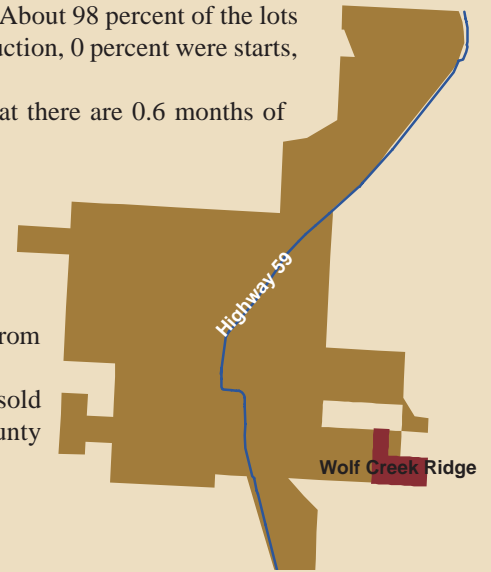 About 98 percent of the lots
uction, 0 percent were starts,
at there are 0.6 months of
Highway 59
rom
sold
unty
Wolf Creek Ridge